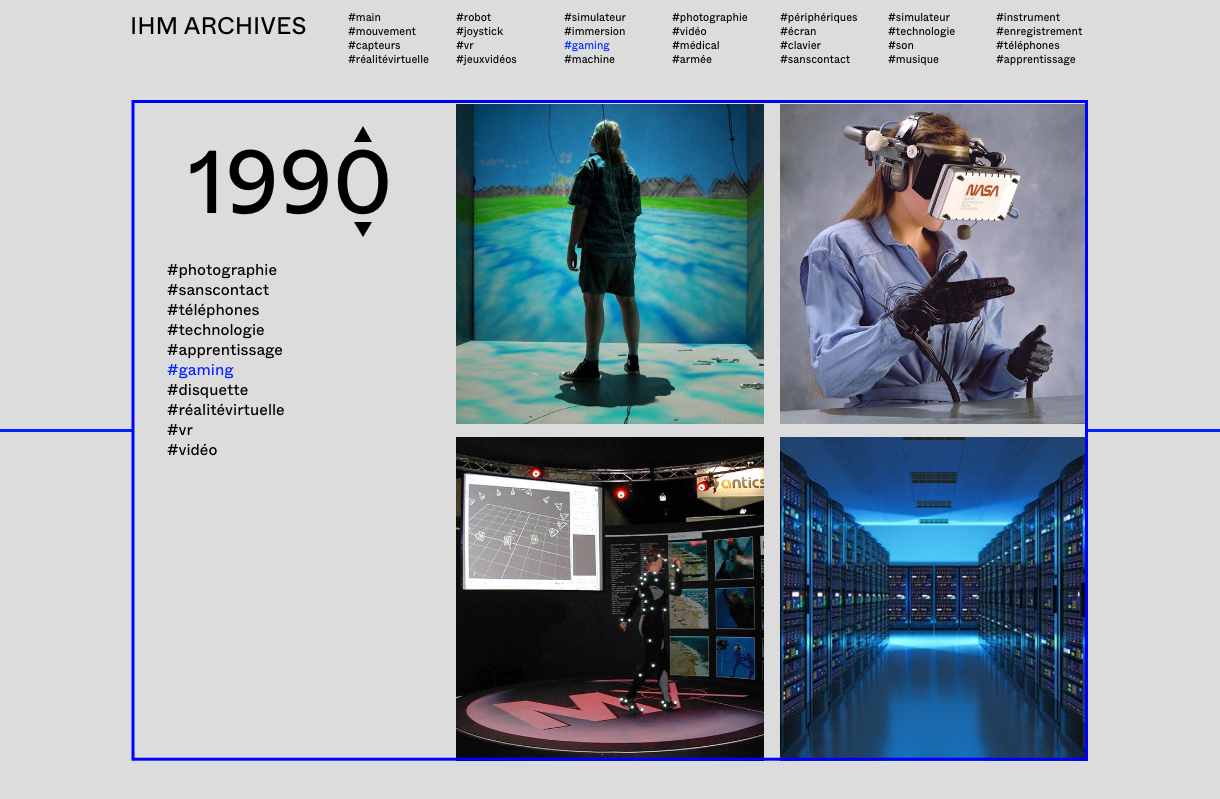 IHM ARCHIVES
#main
#mouvement
#capteurs
#réalitévirtuelle
#robot
#joystick
#vr
#jeuxvidéos
#simulateur
#immersion
#gaming
#machine
#photographie
#vidéo
#médical
#armée
#périphériques
#écran
#clavier
#sanscontact
#simulateur
#technologie
#son
#musique
#instrument
#enregistrement
#téléphones
#apprentissage
1990
#photographie
#sanscontact
#téléphones
#technologie
#apprentissage
#gaming
#disquette
#réalitévirtuelle
#vr
#vidéo
NASA
antics